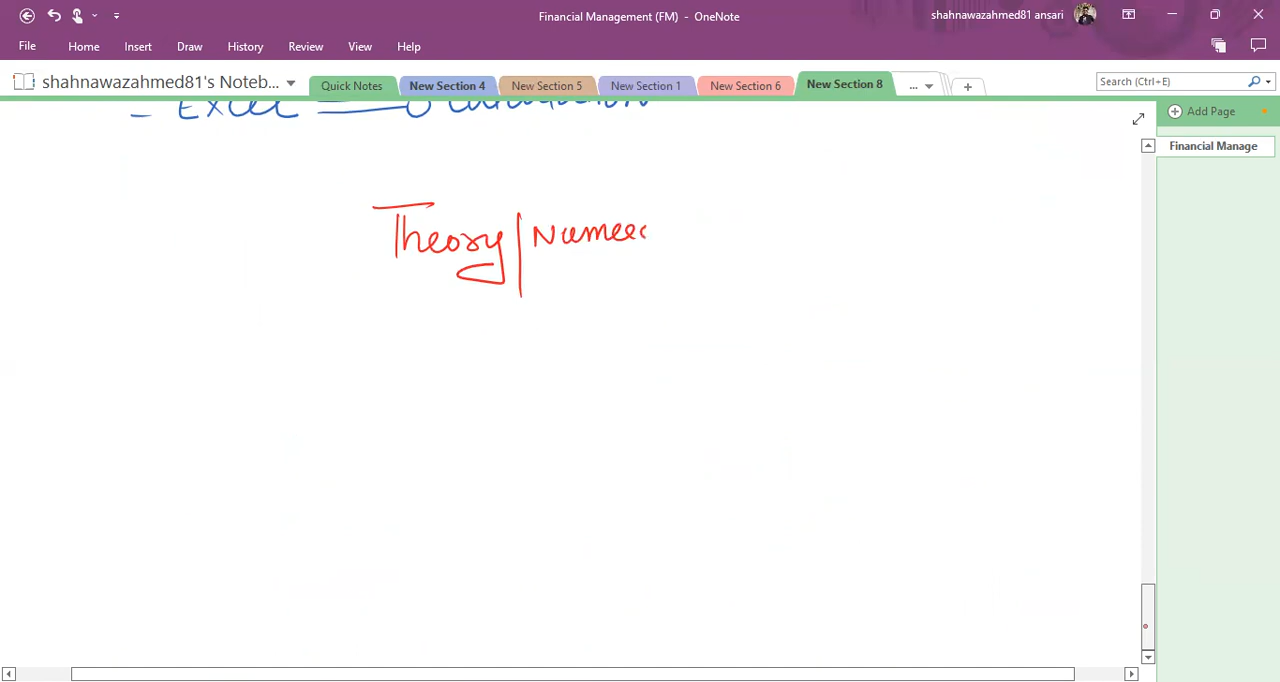 Financial Management (FM) - OneNote
shahnawazahmed81 ansari
File Home Insert Draw History Review View Help
shahnawazahmed81's Noteb... Quick Notes New Section 4 New Section 5 New Section 1 New Section 6 New Section 8 ... + Search (Ctrl+E)
Add Page
Financial Manage
- Excel
Theory | Numer